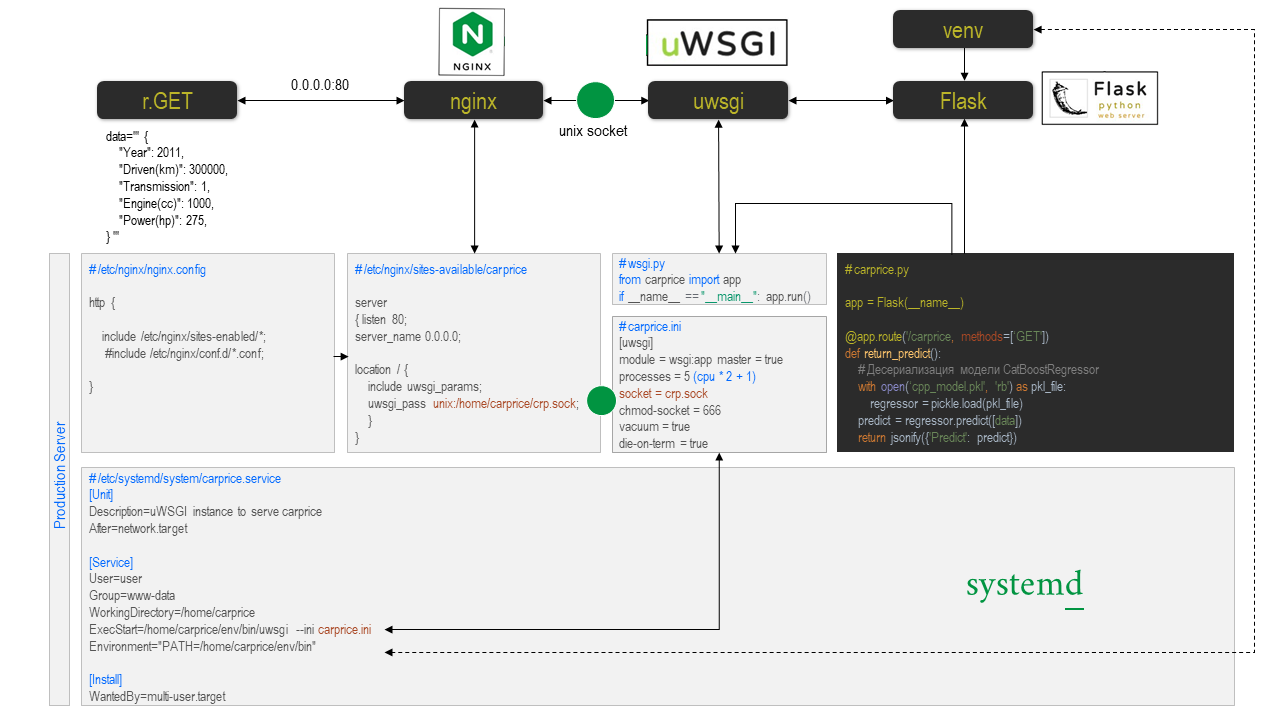 NGINX
uWSGI
venv
r.GET
0.0.0.0:80
nginx
unix socket
uwsgi
Flask
Flask
python
web server
data=''' {
"Year": 2011,
"Driven(km)": 300000,
"Transmission": 1,
"Engine(cc)": 1000,
"Power(hp)": 275,
} '''
Production Server
# /etc/nginx/nginx.config
http {
include /etc/nginx/sites-enabled/*;
#include /etc/nginx/conf.d/*.conf;
}
# /etc/nginx/sites-available/carprice
server
{ listen 80;
server_name 0.0.0.0;
location / {
include uwsgi_params;
uwsgi_pass unix:/home/carprice/crp.sock;
}
}
# wsgi.py
from carprice import app
if __name__ == "__main__": app.run()
# carprice.ini
[uwsgi]
module = wsgi:app master = true
processes = 5 (cpu * 2 + 1)
socket = crp.sock
chmod-socket = 666
vacuum = true
die-on-term = true
# carprice.py
app = Flask(__name__)
@app.route('/carprice, methods=['GET'])
def return_predict():
# Десериализация модели CatBoostRegressor
with open('cpp_model.pkl', 'rb') as pkl_file:
regressor = pickle.load(pkl_file)
predict = regressor.predict([data])
return jsonify({'Predict': predict})
# /etc/systemd/system/carprice.service
[Unit]
Description=uWSGI instance to serve carprice
After=network.target
[Service]
User=user
Group=www-data
WorkingDirectory=/home/carprice
ExecStart=/home/carprice/env/bin/uwsgi --ini carprice.ini
Environment="PATH=/home/carprice/env/bin"
[Install]
WantedBy=multi-user.target
systemd